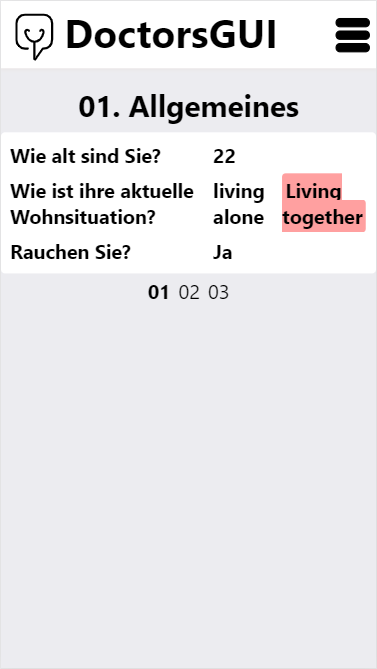 DoctorsGUI
01. Allgemeines
Wie alt sind Sie? 22
Wie ist ihre aktuelle living Living
Wohnsituation? alone together
Rauchen Sie? Ja
01 02 03